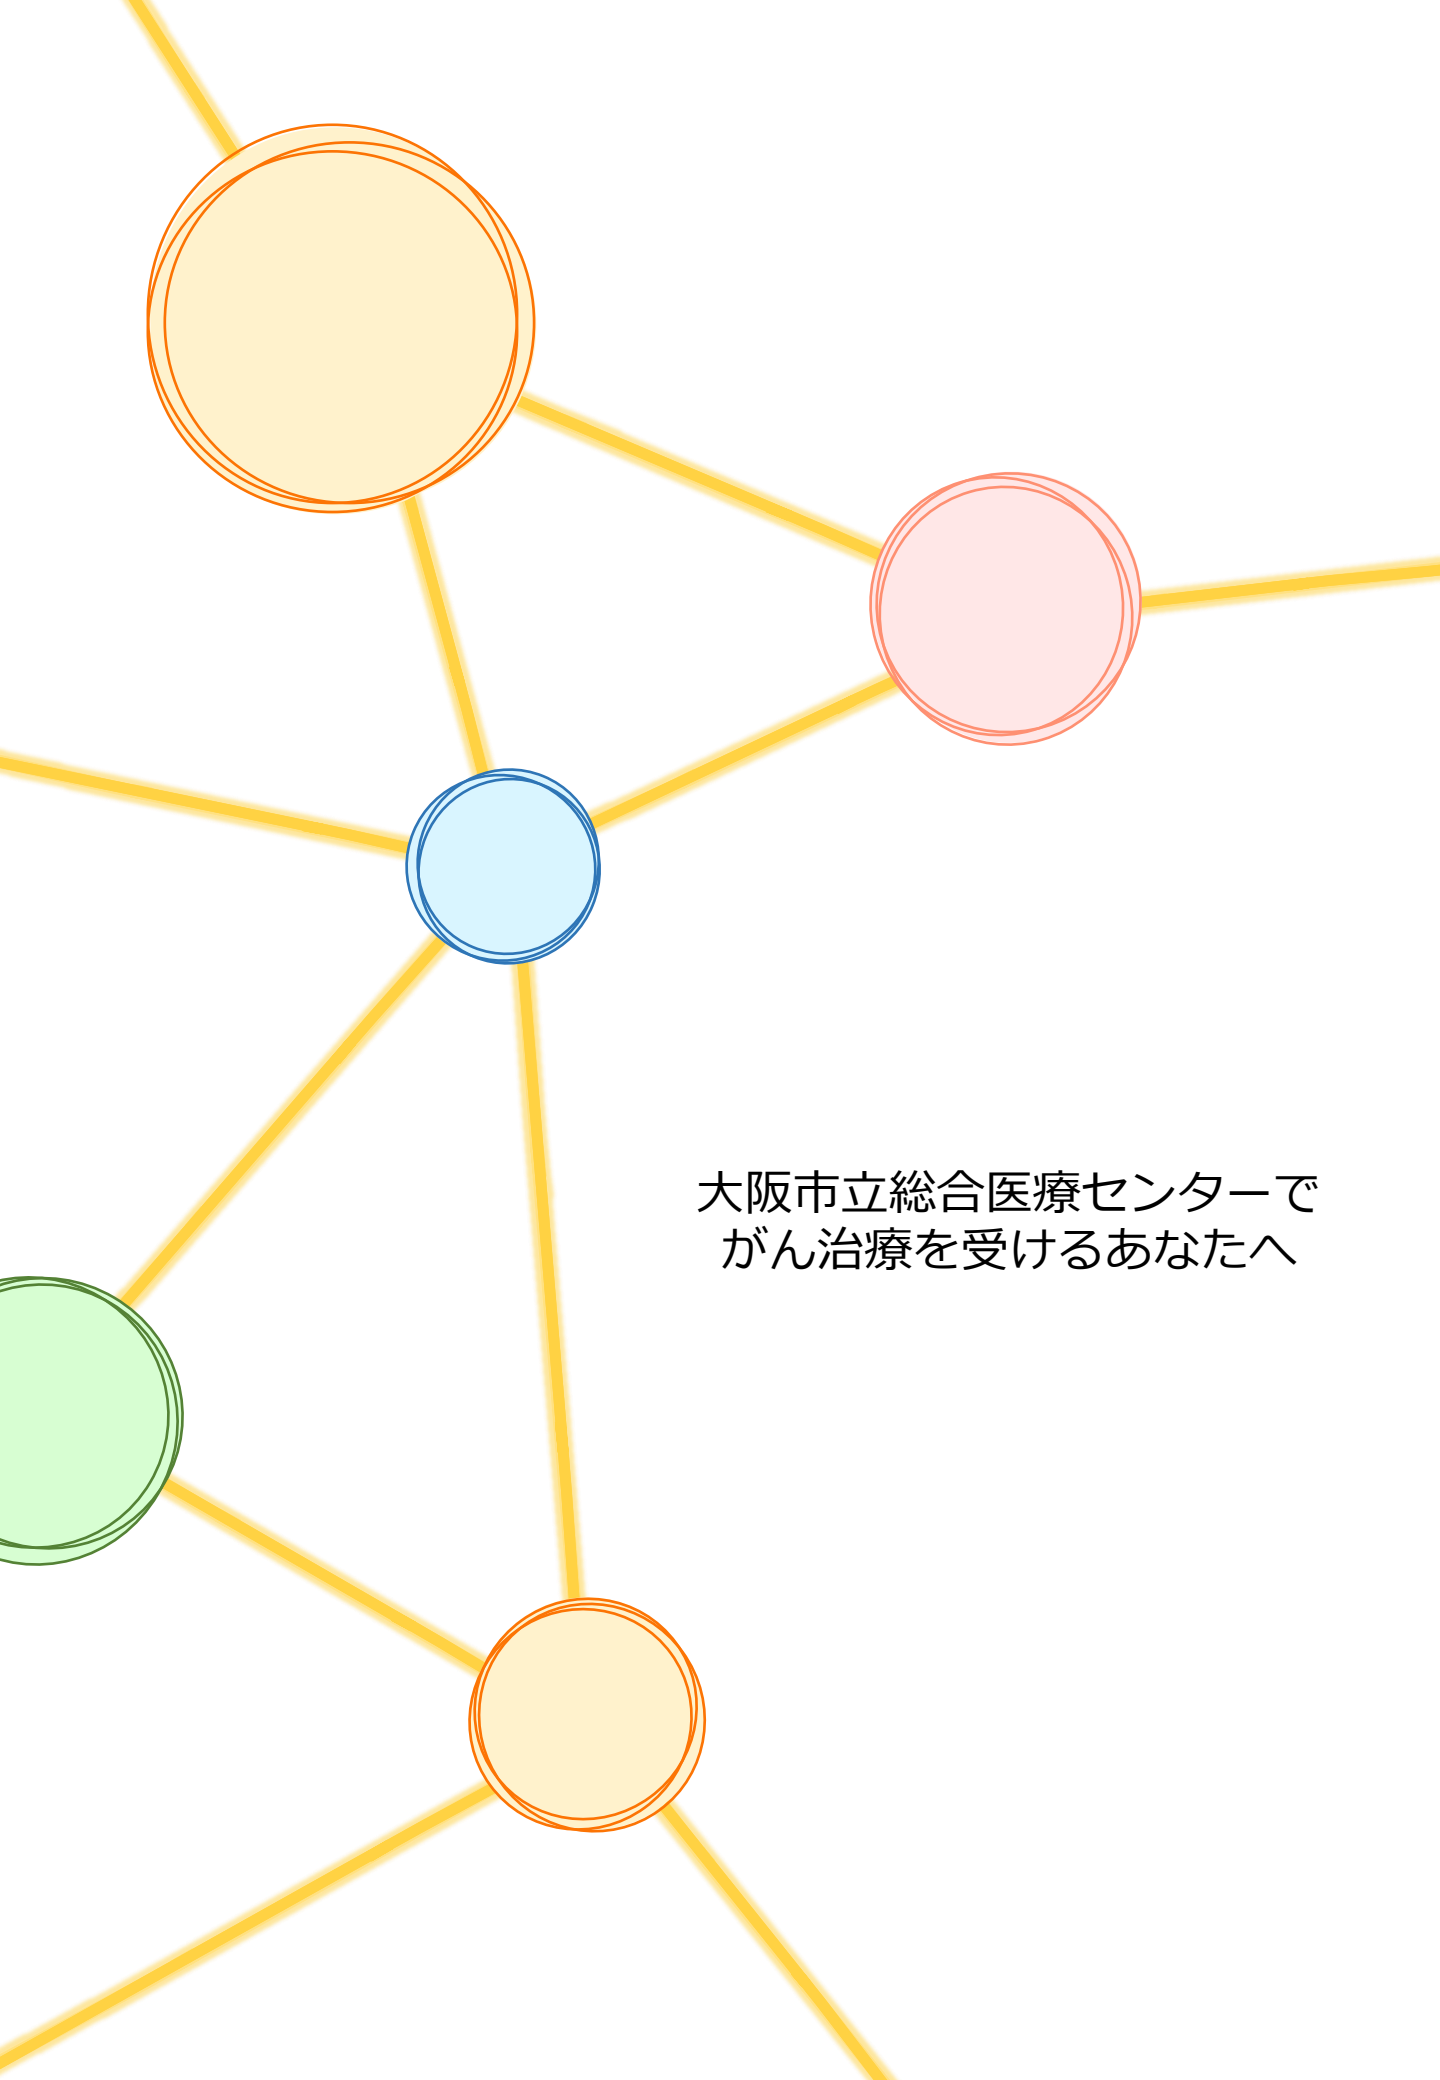 大阪市立総合医療センターで
がん治療を受けるあなたへ